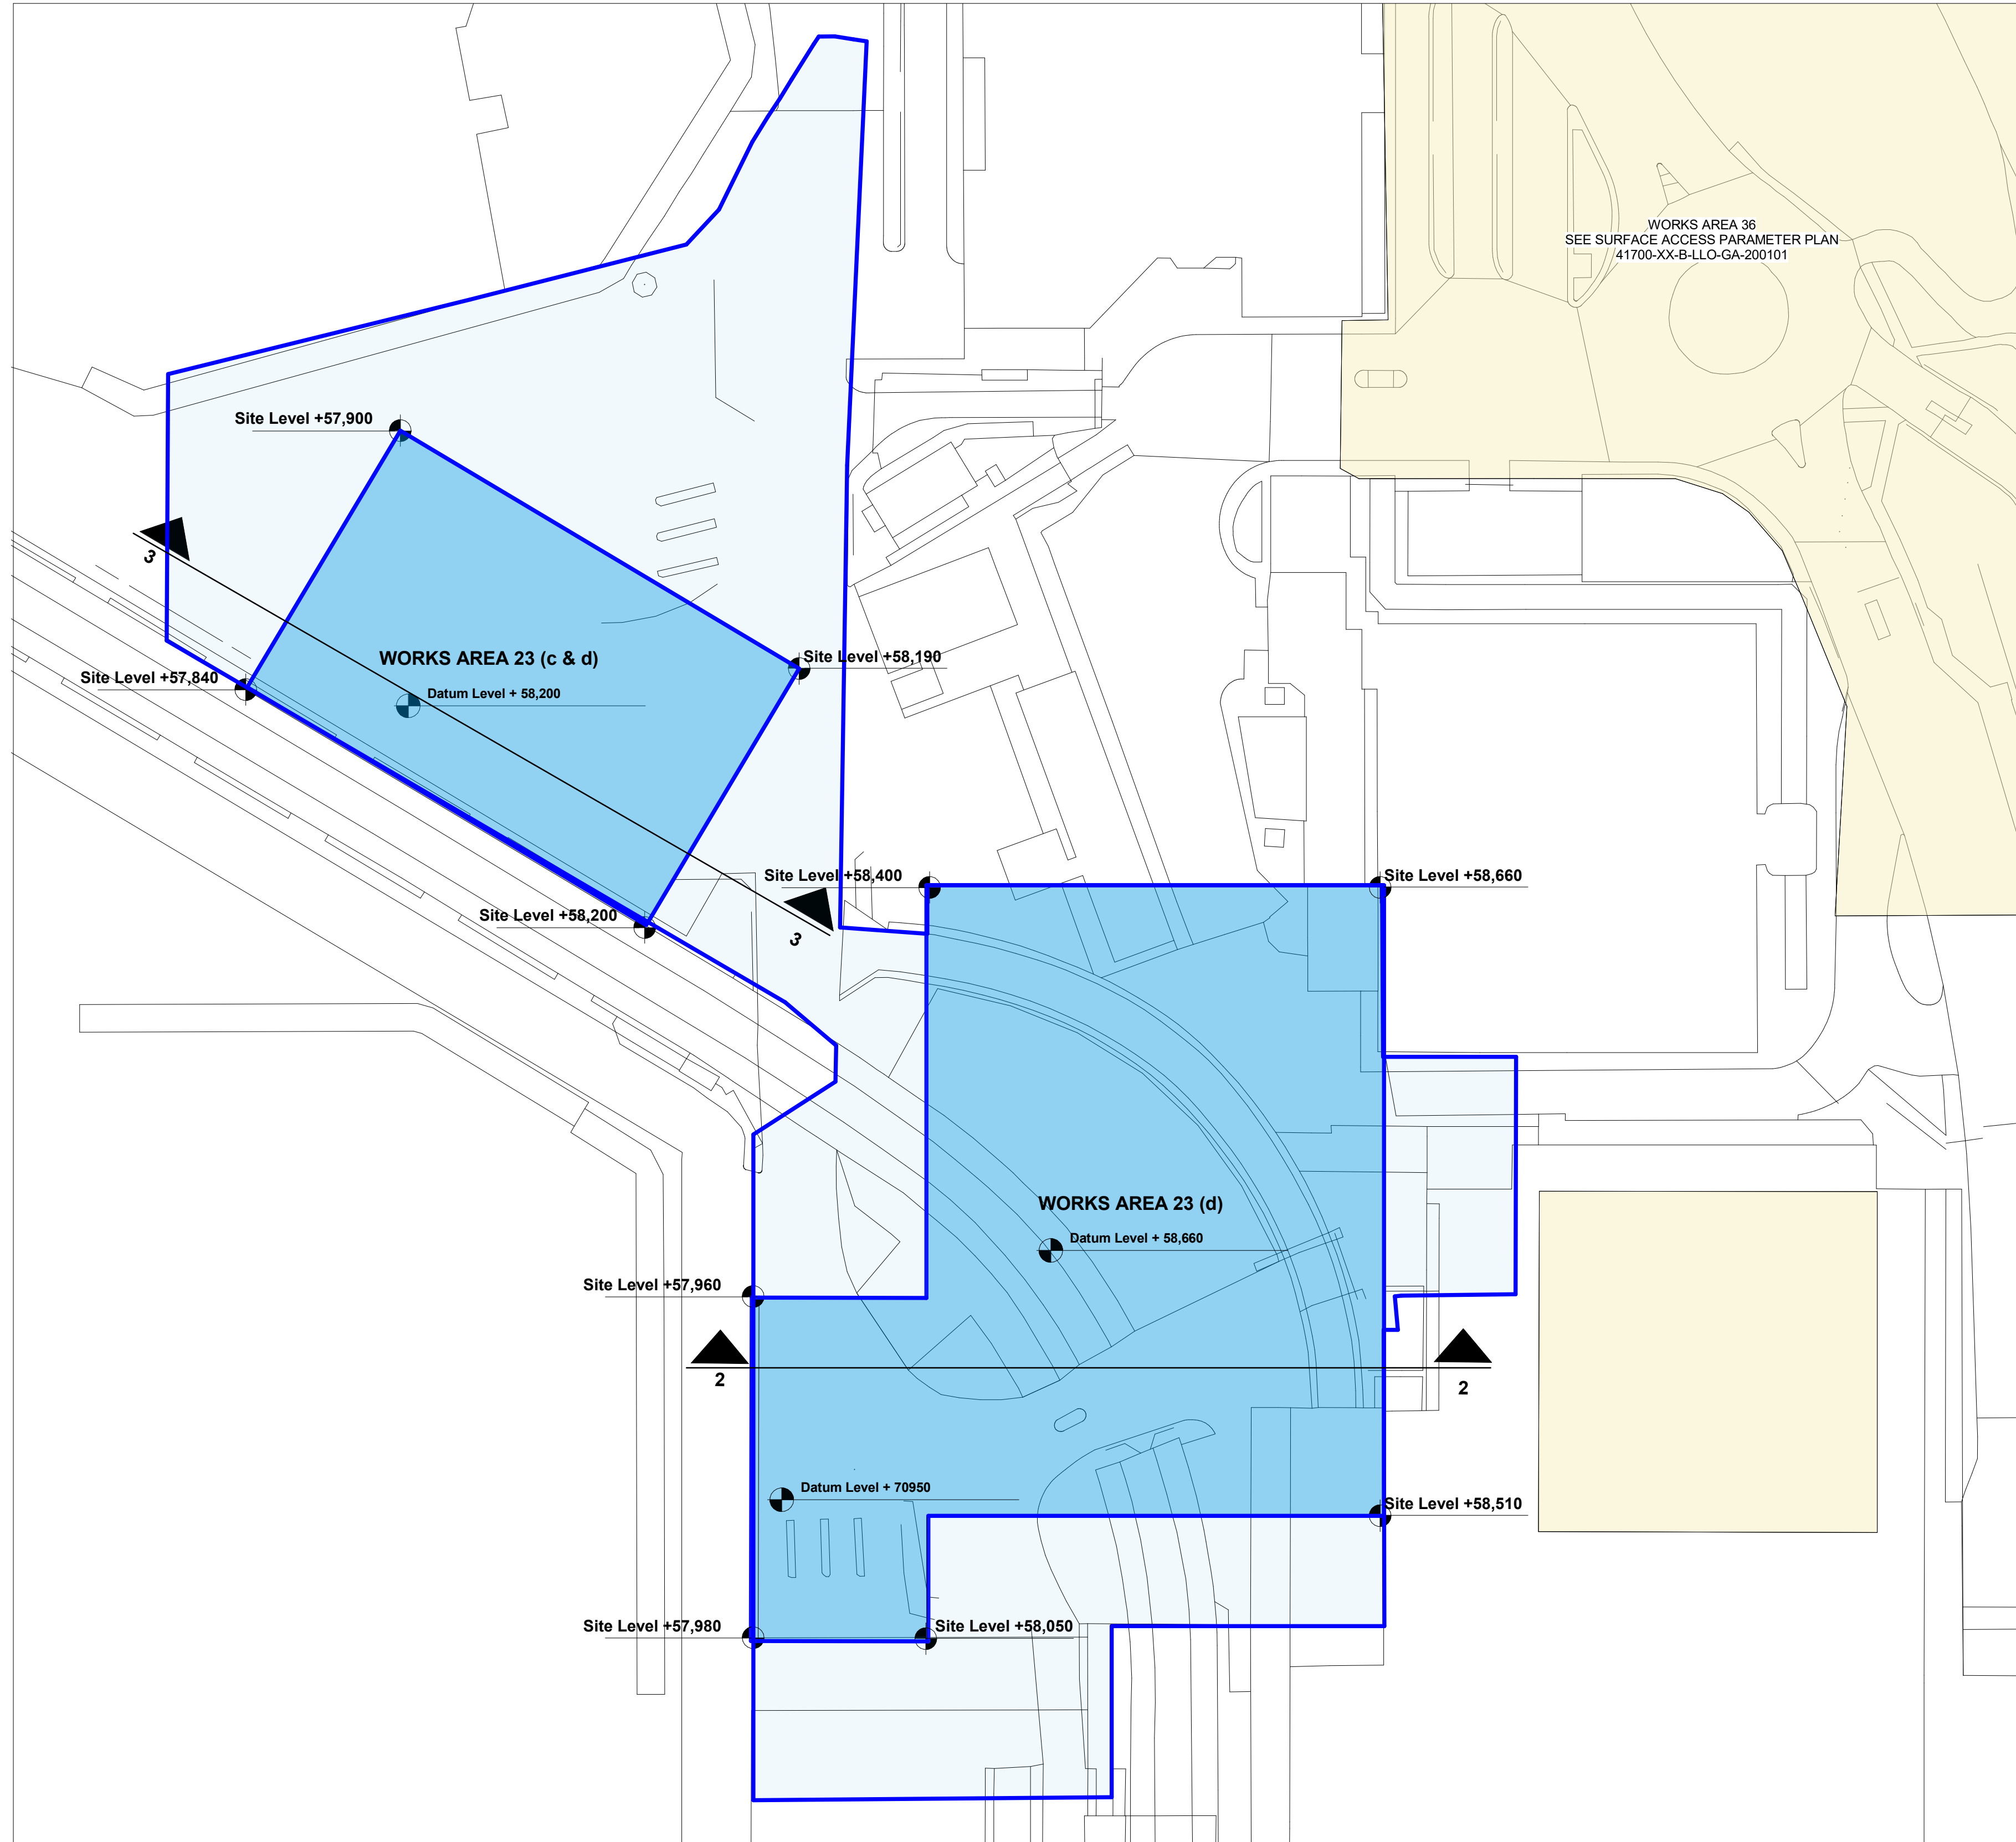 WORKS AREA 36
SEE SURFACE ACCESS PARAMETER PLAN
41700-XX-B-LLO-GA-200101
Site Level +57,900
3
WORKS AREA 23 (c & d)
Site Level +58,190
Site Level +57,840
Datum Level + 58,200
Site Level +58,400
Site Level +58,660
Site Level +58,200
3
WORKS AREA 23 (d)
Datum Level + 58,660
Site Level +57,960
2
2
Datum Level + 70950
Site Level +58,510
Site Level +57,980
Site Level +58,050